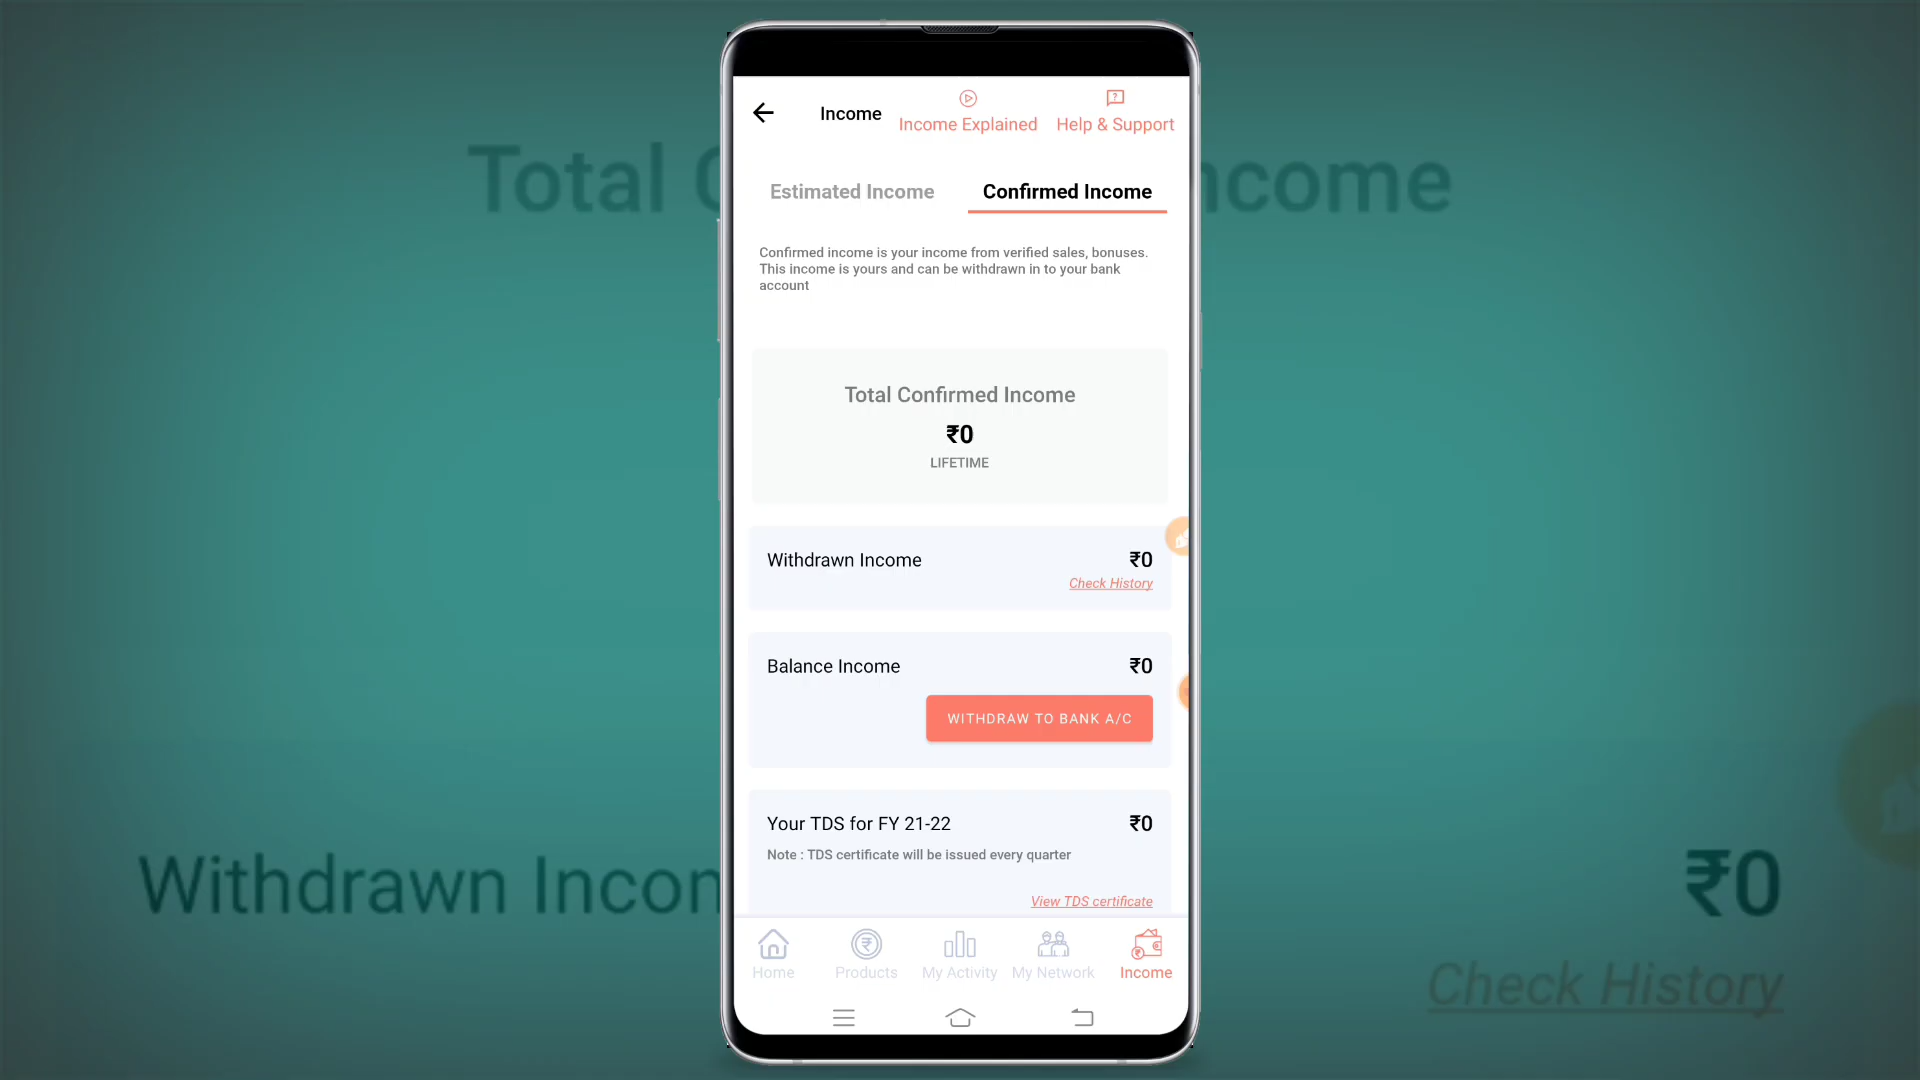 Income
Income Explained
Help & Support
Estimated Income
Confirmed Income
Confirmed income is your income from verified sales, bonuses.
This income is yours and can be withdrawn in to your bank
account
Total Confirmed Income
₹0
LIFETIME
Withdrawn Income
₹0
Check History
Balance Income
₹0
WITHDRAW TO BANK A/C
Your TDS for FY 21-22
₹0
Note : TDS certificate will be issued every quarter
View TDS certificate
Home
Products
My Activity
My Network
Income
Total C
ncome
Withdrawn Incom
₹0
Check History